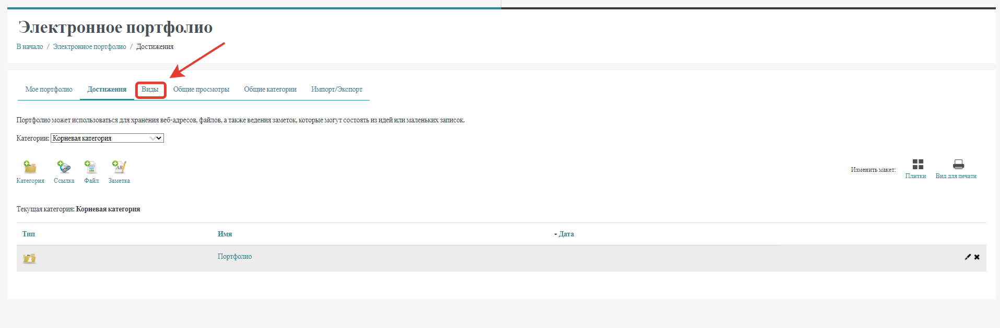 Электронное портфолио
В начало / Электронное портфолио / Достижения
Мое портфолио Достижения Виды Общие просмотры Общие категории Импорт/Экспорт
Портфолио может использоваться для хранения веб-адресов, файлов, а также ведения заметок, которые могут состоять из идей или маленьких записок.
Категории: Корневая категория
Категория Ссылка Файл Заметка
Изменить макет: Плитки Вид для печати
Текущая категория: Корневая категория
Тип Имя Дата
Портфолио